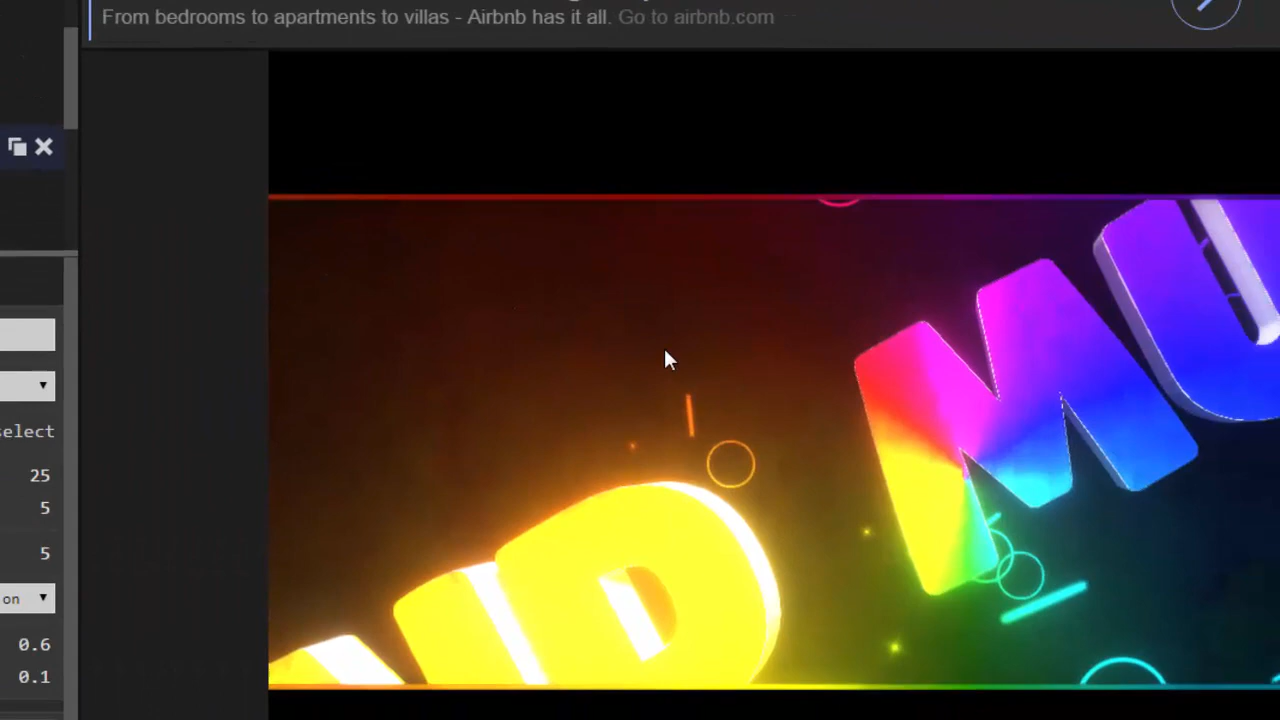 From bedrooms to apartments to villas - Airbnb has it all. Go to airbnb.com
select
25
5
5
on
0.6
0.1
MU